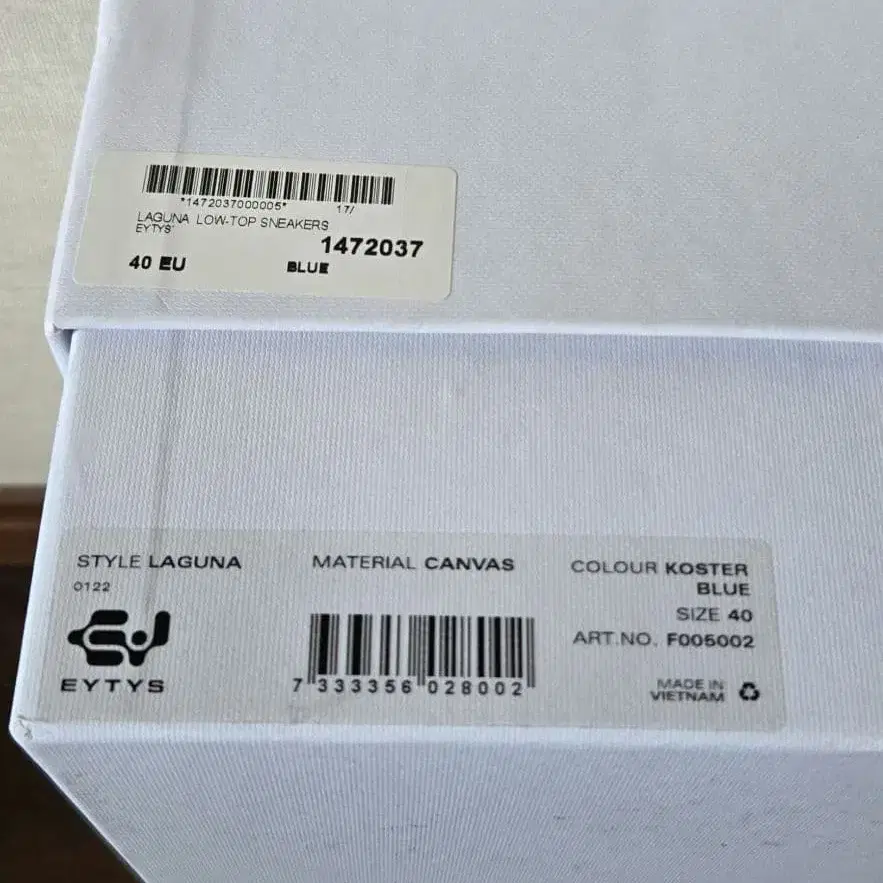 *1472037000005* 17/
LAGUNA LOW-TOP SNEAKERS
EYTYS
1472037
40 EU BLUE
STYLE LAGUNA MATERIAL CANVAS COLOUR KOSTER
BLUE
0122
SIZE 40
ART.NO. F005002
EYTYS
7 333356 028002
MADE IN
VIETNAM